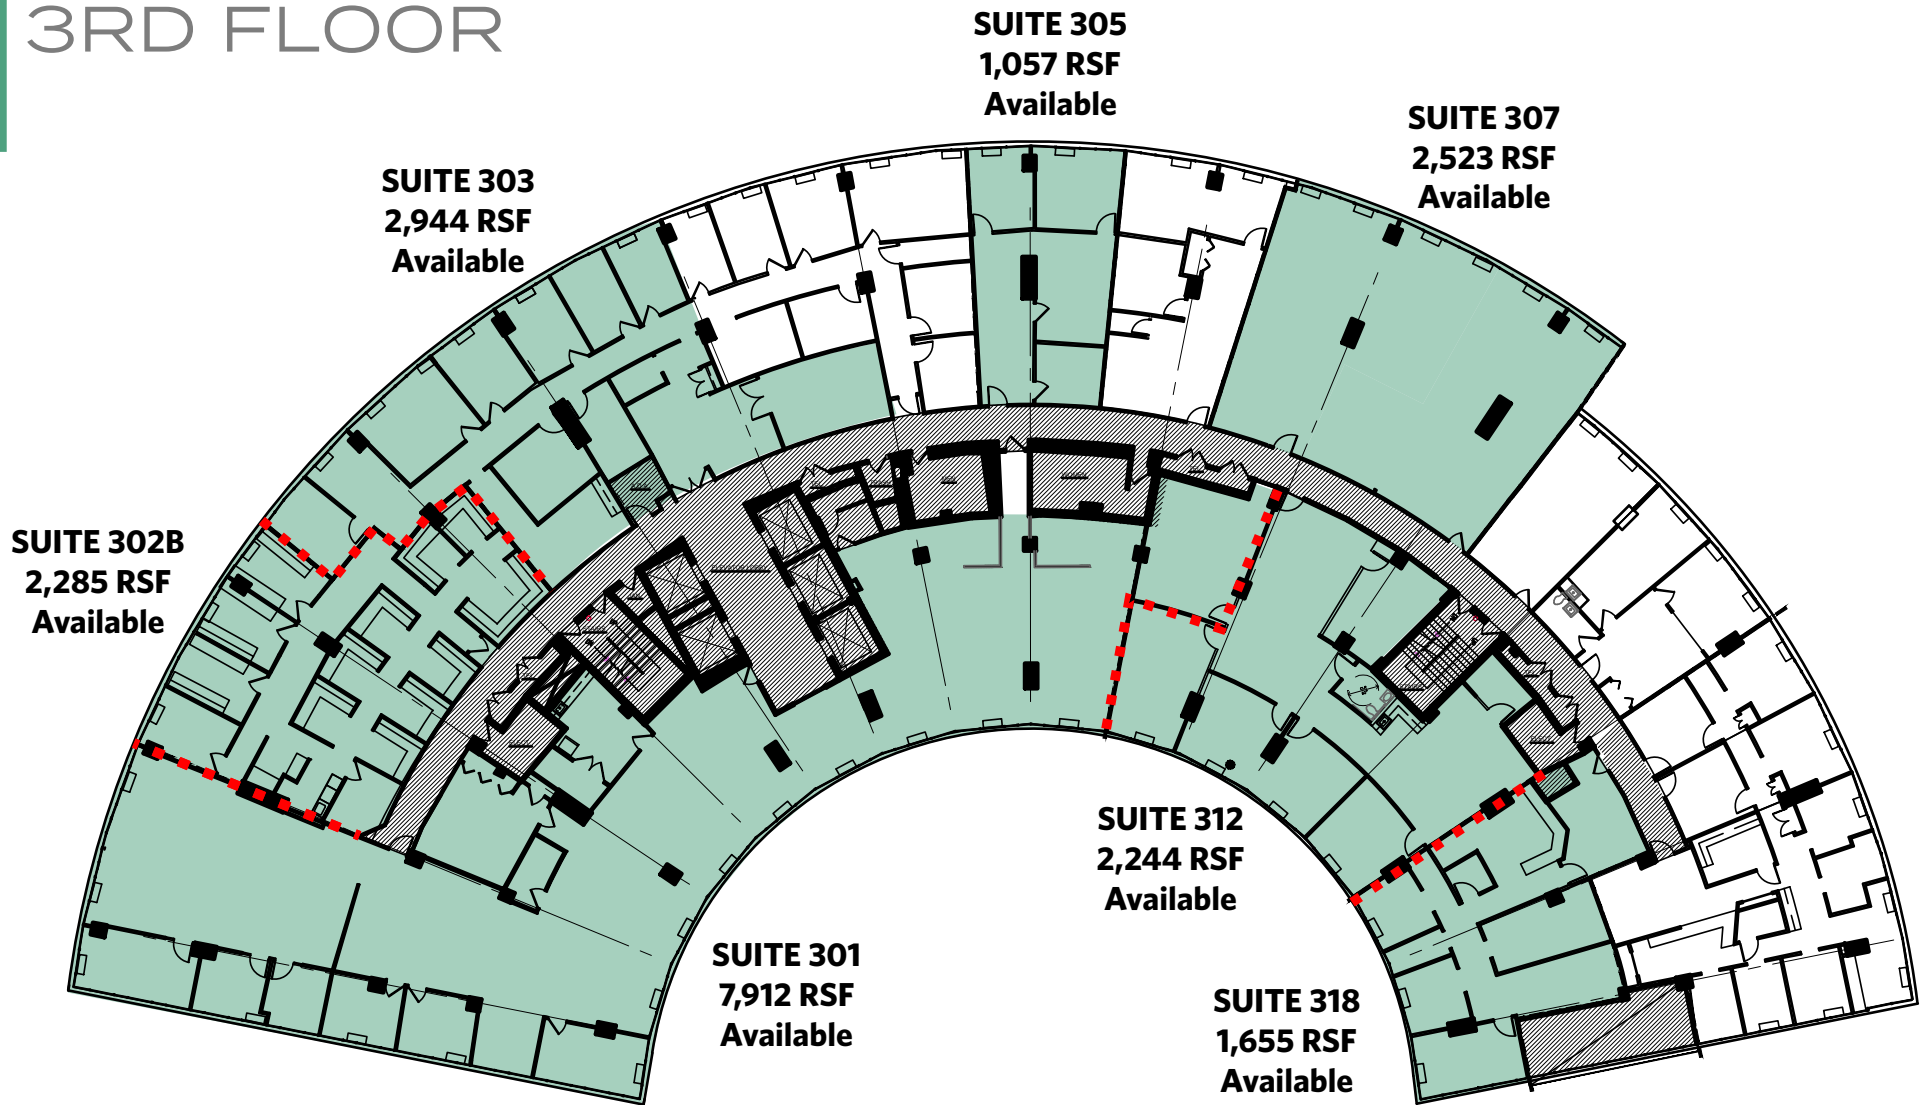 3RD FLOOR
SUITE 305
1,057 RSF
Available
SUITE 307
2,523 RSF
Available
SUITE 303
2,944 RSF
Available
SUITE 302B
2,285 RSF
Available
SUITE 312
2,244 RSF
Available
SUITE 301
7,912 RSF
Available
SUITE 318
1,655 RSF
Available